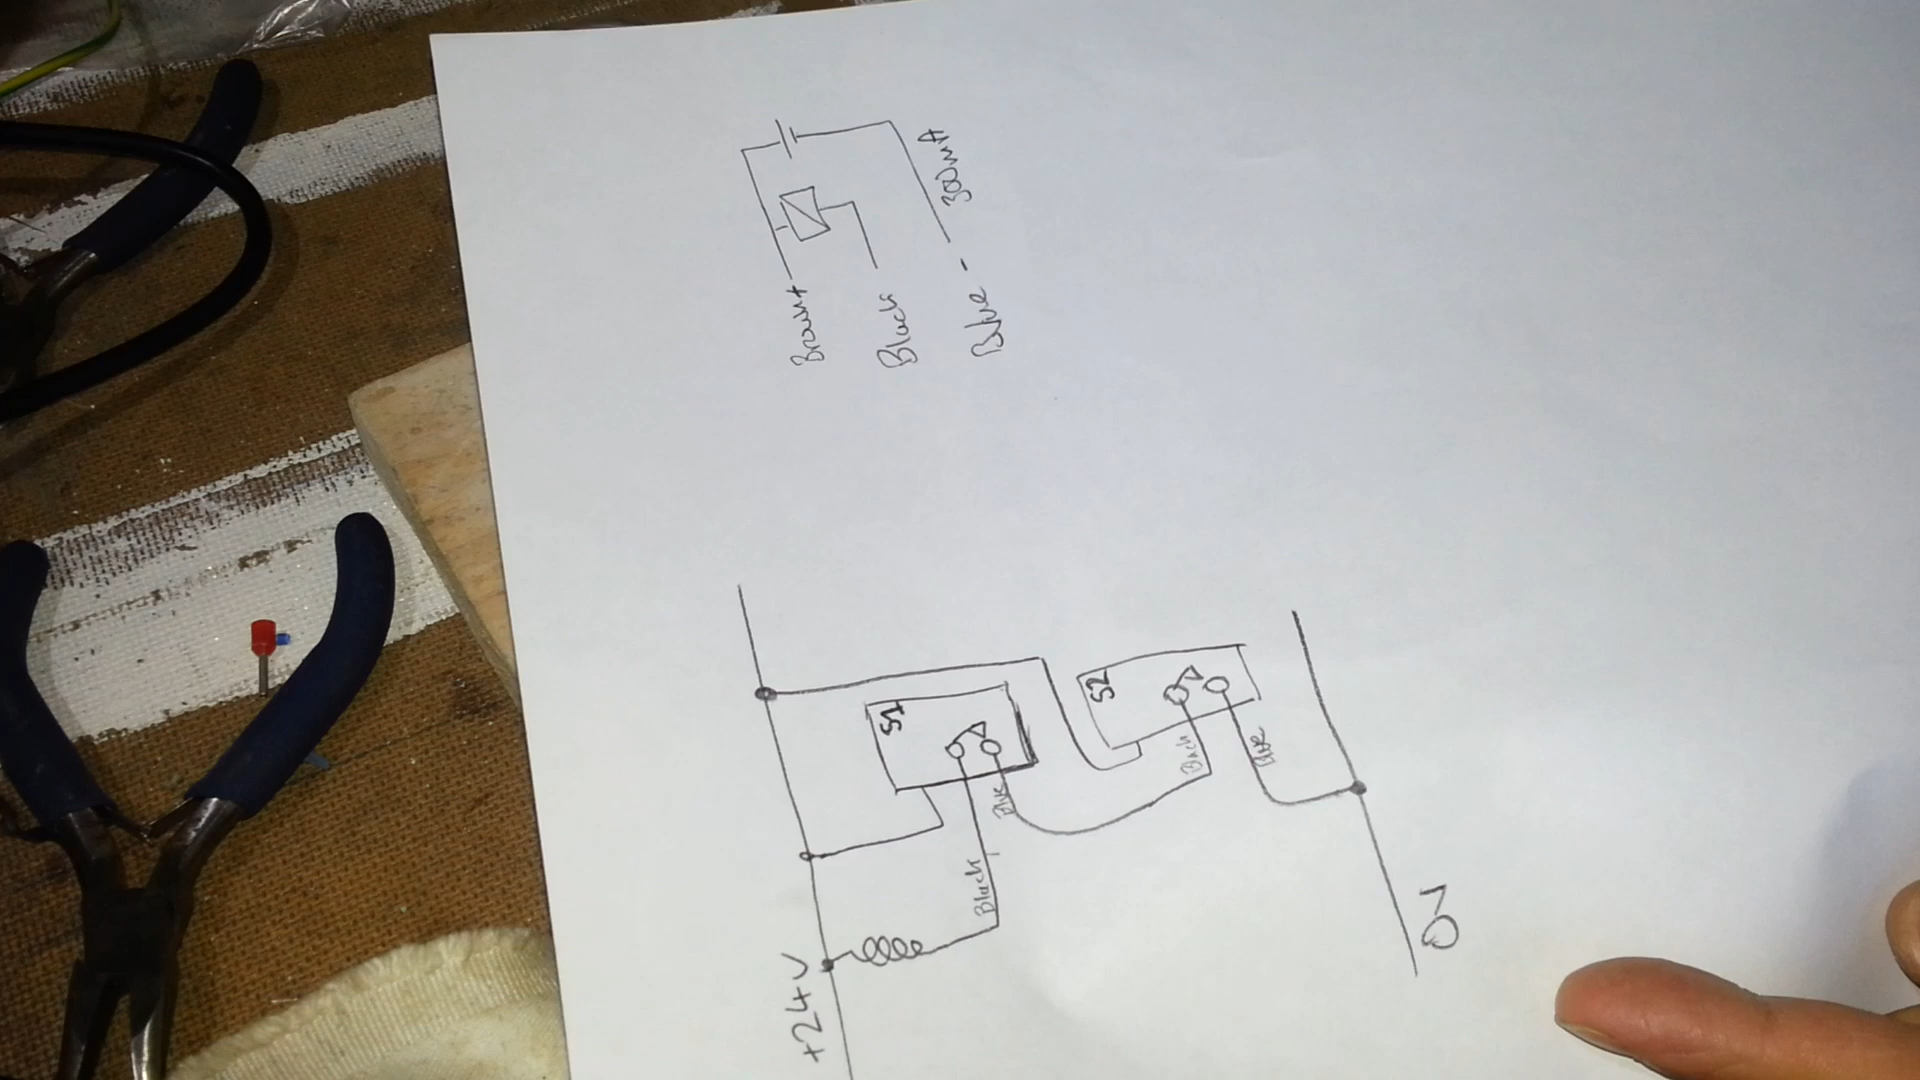 Brown +
Black
Blue - 300mA
S1
S2
Black
Blue
Black
Blue
+24V
0V